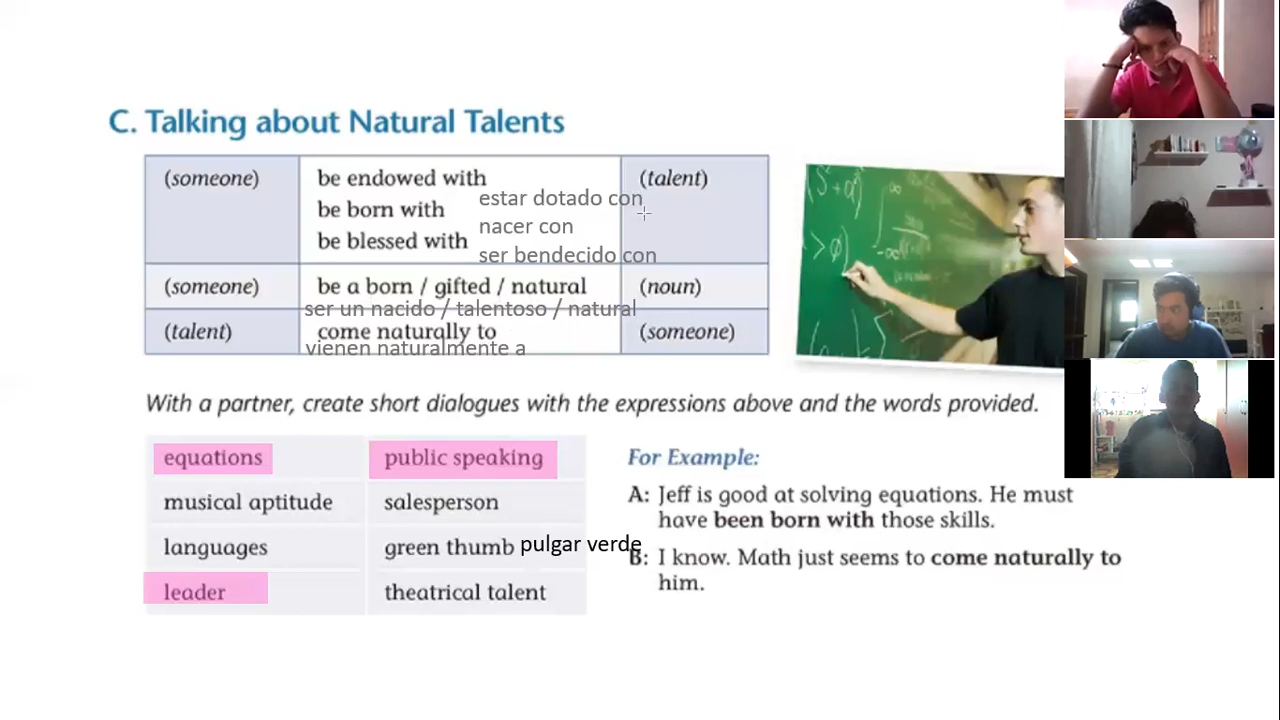 C. Talking about Natural Talents
(someone) be endowed with (talent)
estar dotado con
be born with
nacer con
be blessed with
ser bendecido con
(someone) be a born / gifted / natural (noun)
ser un nacido / talentoso / natural
(talent) come naturally to (someone)
vienen naturalmente a
With a partner, create short dialogues with the expressions above and the words provided.
equations public speaking
musical aptitude salesperson
languages green thumb pulgar verde
leader theatrical talent
For Example:
A: Jeff is good at solving equations. He must
have been born with those skills.
B: I know. Math just seems to come naturally to
him.